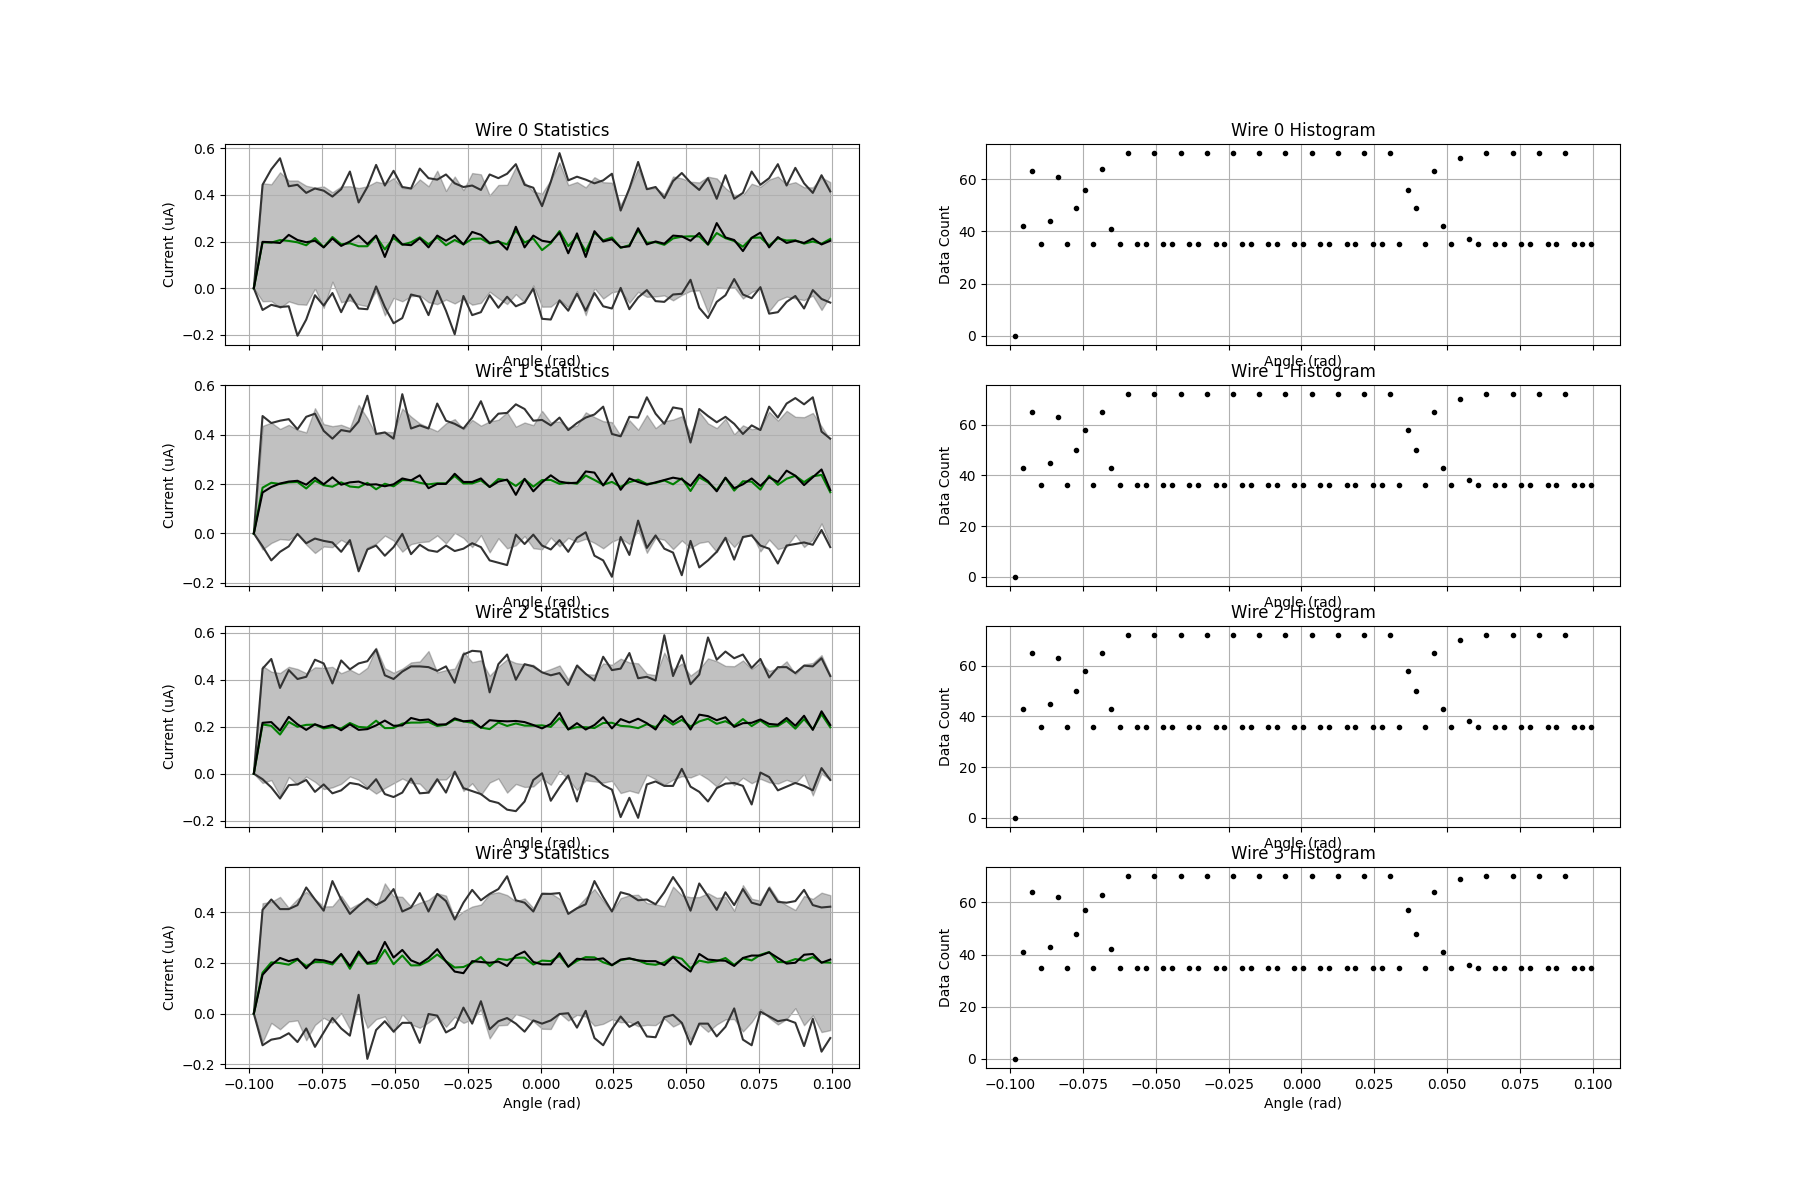 Wire 0 Statistics
Wire 0 Histogram
0.6
0.4
0.2
0.0
−0.2
Current (uA)
Angle (rad)
60
40
20
0
Data Count
Angle (rad)
Wire 1 Statistics
Wire 1 Histogram
0.6
0.4
0.2
0.0
−0.2
Current (uA)
Angle (rad)
60
40
20
0
Data Count
Angle (rad)
Wire 2 Statistics
Wire 2 Histogram
0.6
0.4
0.2
0.0
−0.2
Current (uA)
Angle (rad)
60
40
20
0
Data Count
Angle (rad)
Wire 3 Statistics
Wire 3 Histogram
0.4
0.2
0.0
−0.2
Current (uA)
−0.100 −0.075 −0.050 −0.025 0.000 0.025 0.050 0.075 0.100
Angle (rad)
60
40
20
0
Data Count
−0.100 −0.075 −0.050 −0.025 0.000 0.025 0.050 0.075 0.100
Angle (rad)